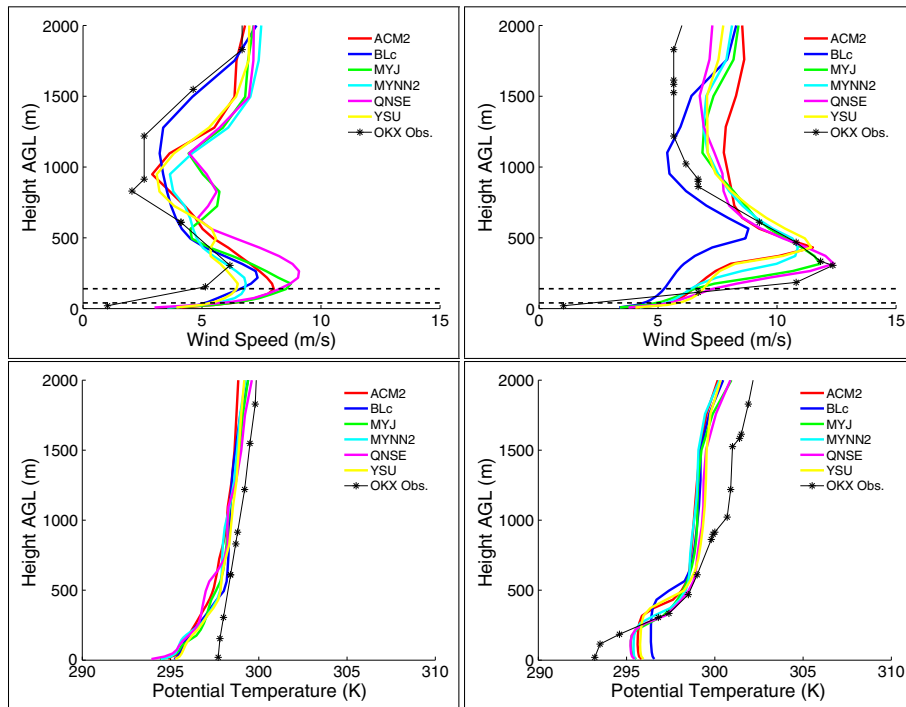 2000
1500
1000
500
0
Height AGL (m)
0
5
10
15
Wind Speed (m/s)
ACM2
BLc
MYJ
MYNN2
QNSE
YSU
OKX Obs.
2000
1500
1000
500
0
Height AGL (m)
0
5
10
15
Wind Speed (m/s)
ACM2
BLc
MYJ
MYNN2
QNSE
YSU
OKX Obs.
2000
1500
1000
500
0
Height AGL (m)
290
295
300
305
310
Potential Temperature (K)
ACM2
BLc
MYJ
MYNN2
QNSE
YSU
OKX Obs.
2000
1500
1000
500
0
Height AGL (m)
290
295
300
305
310
Potential Temperature (K)
ACM2
BLc
MYJ
MYNN2
QNSE
YSU
OKX Obs.